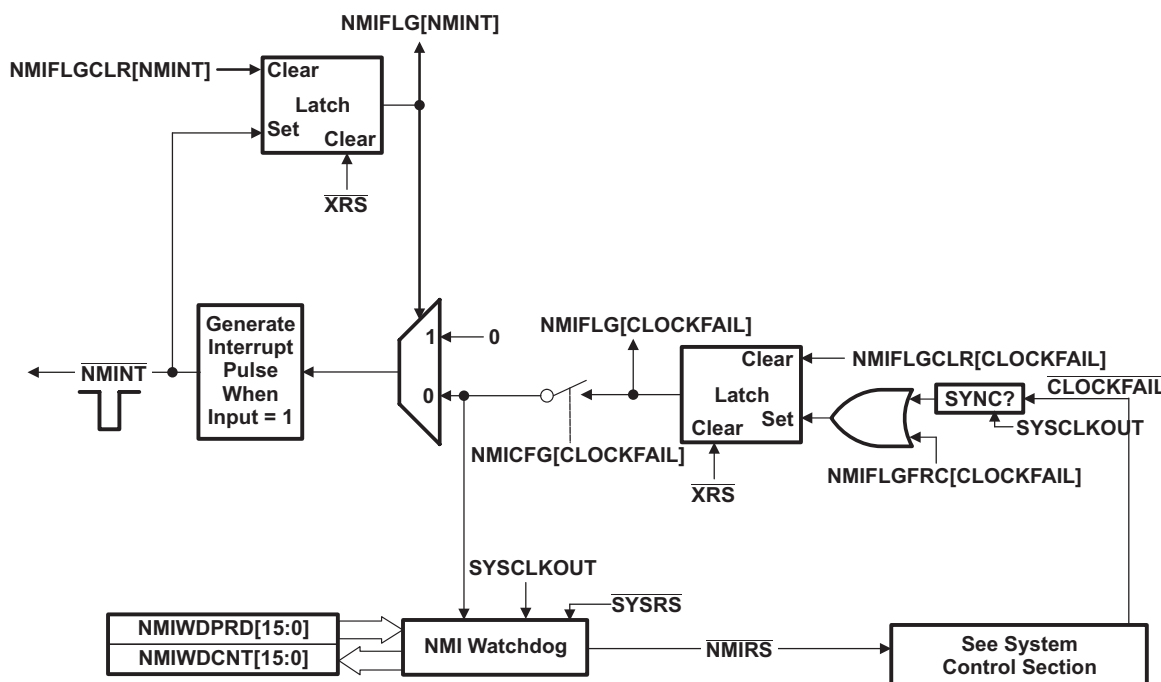 NMIFLG[NMINT]
NMIFLGCLR[NMINT]
Clear
Latch
Set
Clear
XRS
Generate
Interrupt
Pulse
When
Input = 1
NMINT
1
0
0
NMIFLG[CLOCKFAIL]
NMICFG[CLOCKFAIL]
Clear
Latch
Clear
Set
XRS
NMIFLGCLR[CLOCKFAIL]
CLOCKFAIL
SYNC?
SYSCLKOUT
NMIFLGFRC[CLOCKFAIL]
SYSCLKOUT
SYSRS
NMIWDPRD[15:0]
NMIWDCNT[15:0]
NMI Watchdog
NMIRS
See System
Control Section